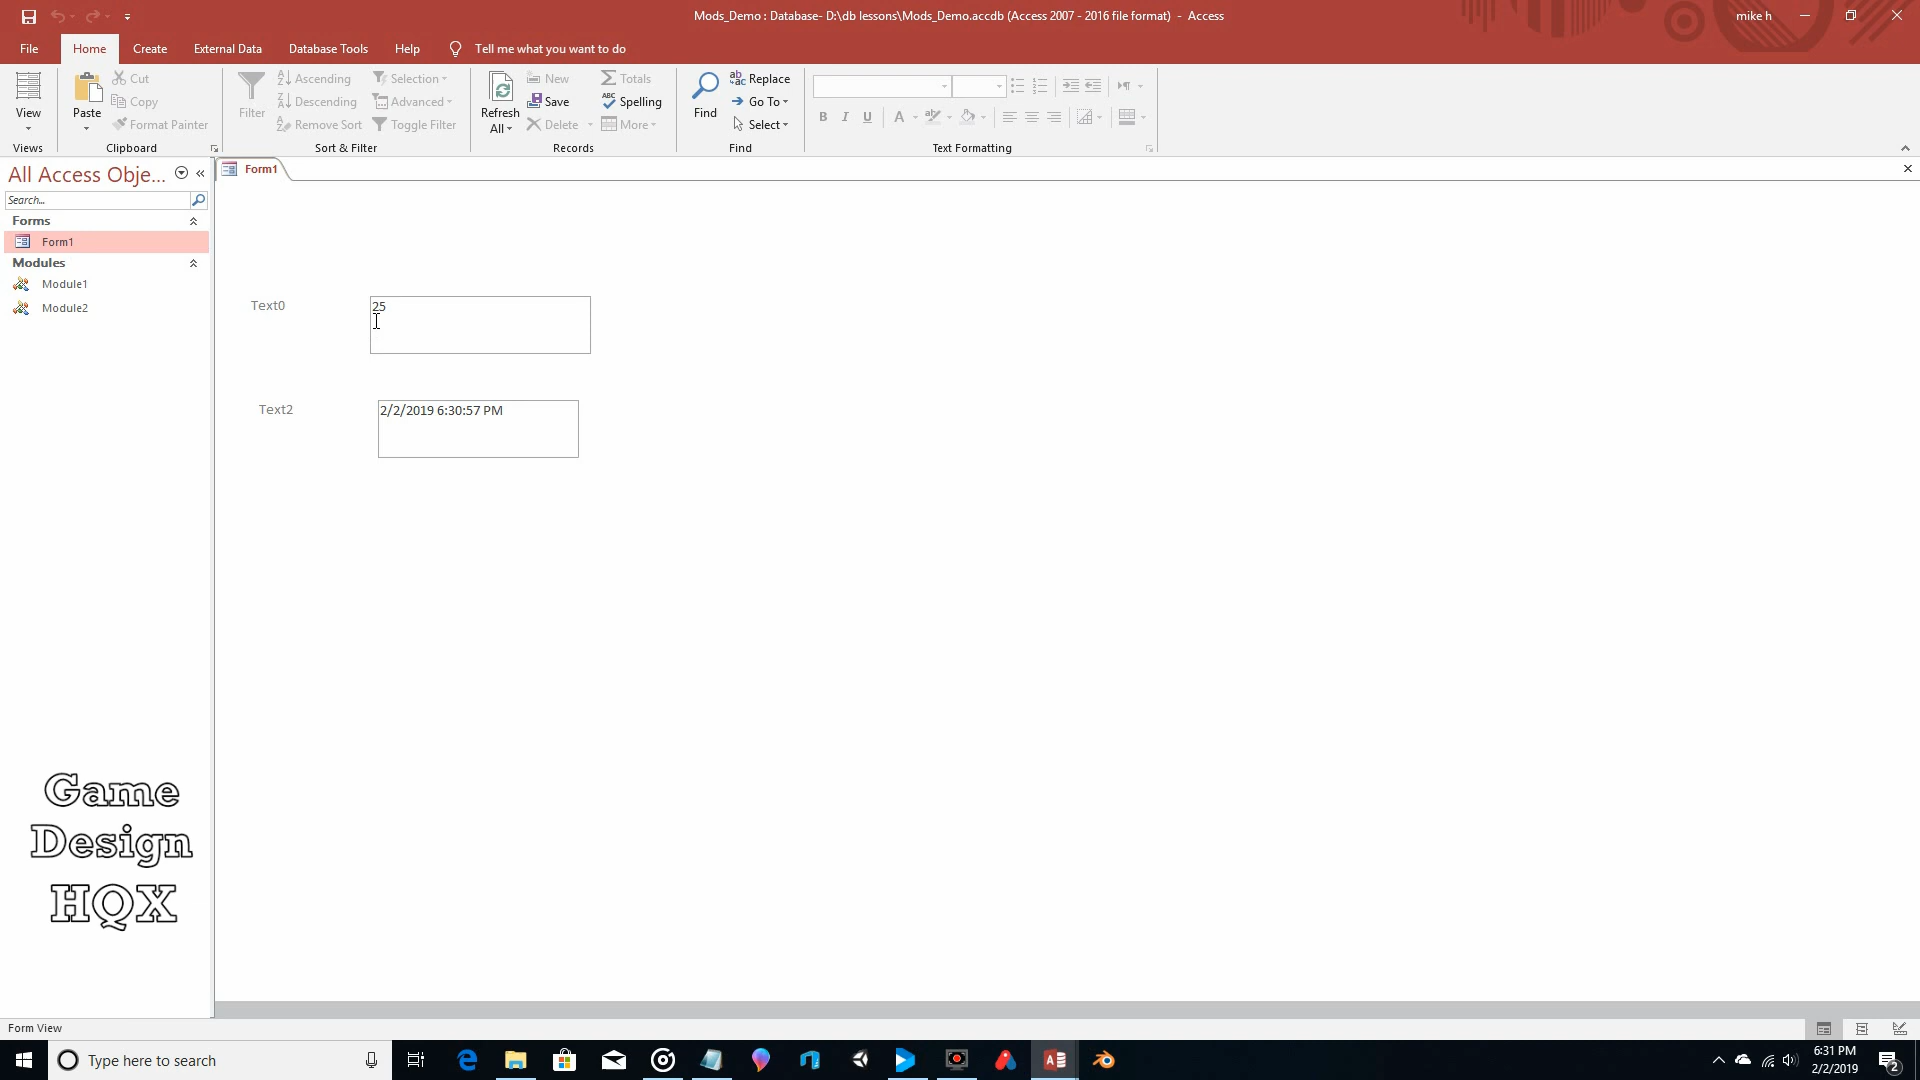 Mods_Demo : Database- D:\db lessons\Mods_Demo.accdb (Access 2007 - 2016 file format) - Access
mike h
File Home Create External Data Database Tools Help Tell me what you want to do
View
Views
Paste
Cut
Copy
Format Painter
Clipboard
Filter
Ascending
Descending
Remove Sort
Selection
Advanced
Toggle Filter
Sort & Filter
Refresh
All
New
Save
Delete
Totals
Spelling
More
Records
Find
Replace
Go To
Select
Find
B I U A
Text Formatting
All Access Obje...
Search...
Forms
Form1
Modules
Module1
Module2
Form1
Text0
25
Text2
2/2/2019 6:30:57 PM
Game
Design
HQX
Form View
Type here to search
6:31 PM
2/2/2019
2